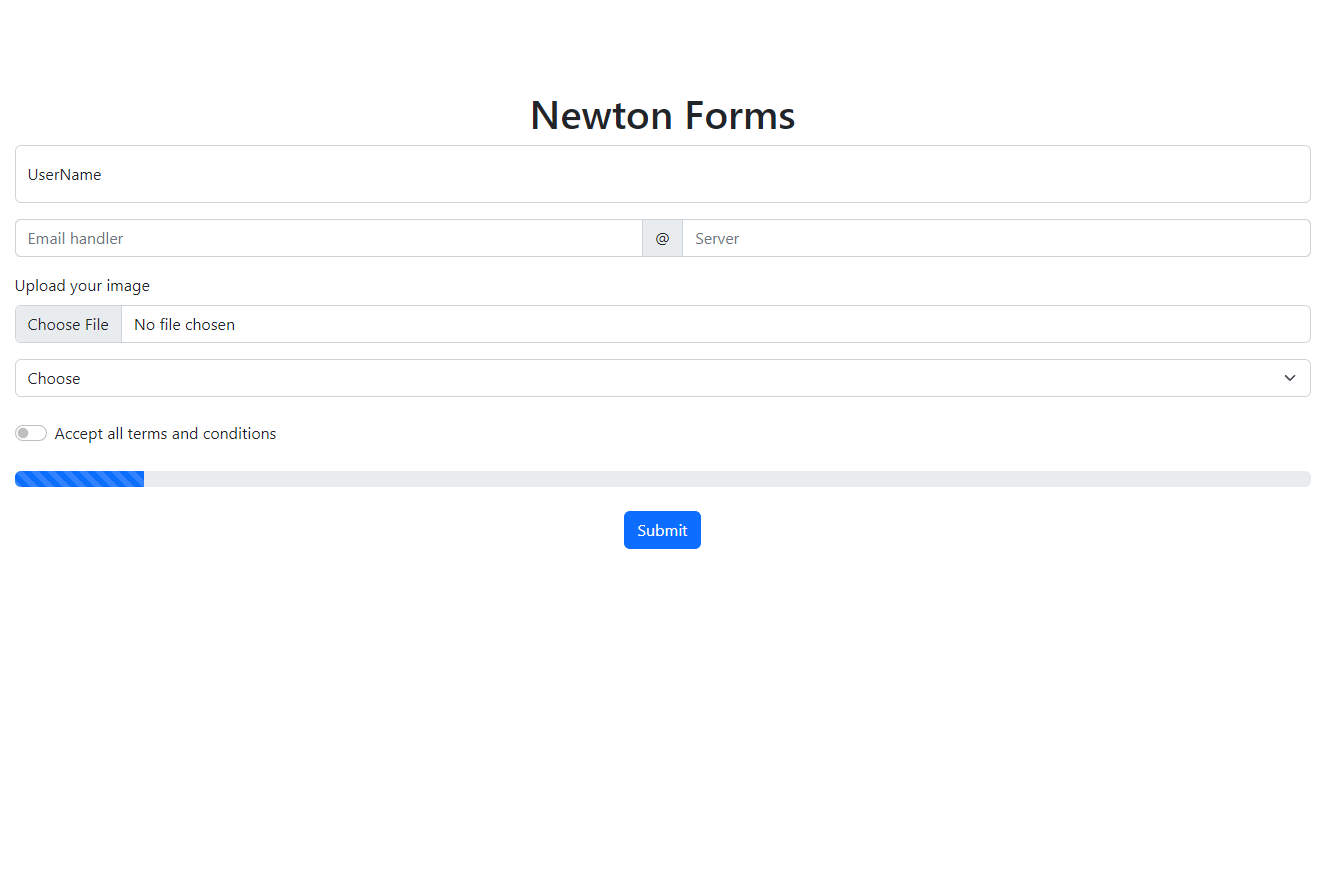 Newton Forms
UserName
Email handler @ Server
Upload your image
Choose File No file chosen
Choose
Accept all terms and conditions
Submit